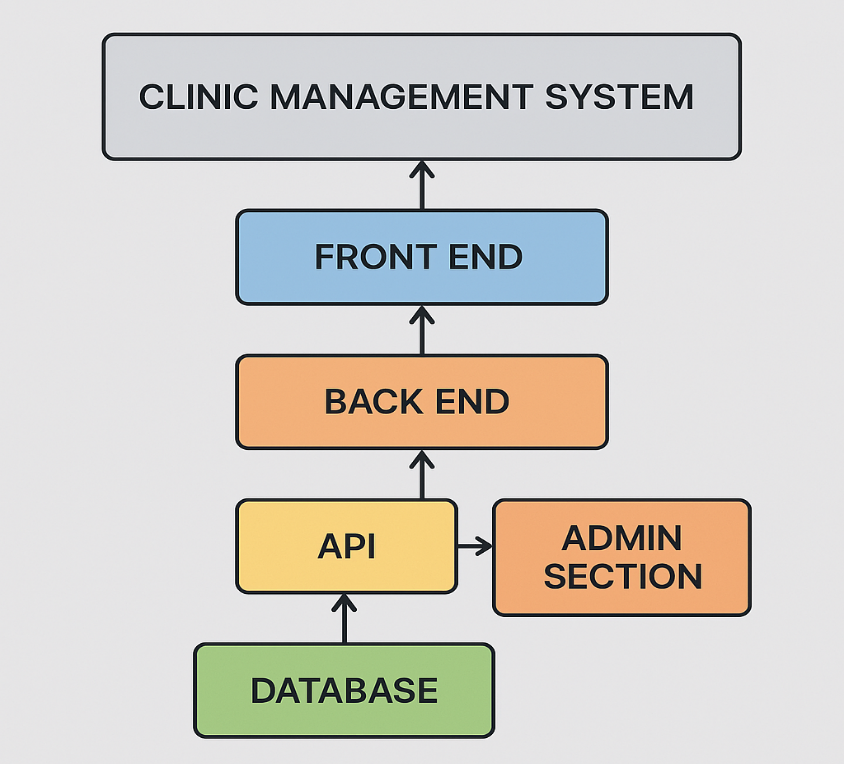 CLINIC MANAGEMENT SYSTEM
FRONT END
BACK END
API
ADMIN
SECTION
DATABASE